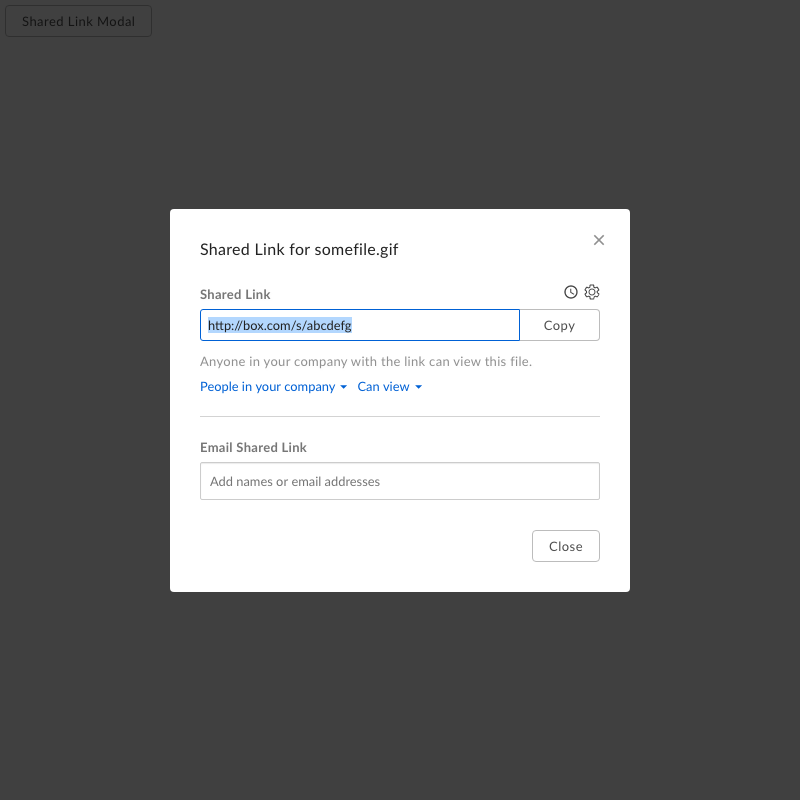 Shared Link Modal
Shared Link for somefile.gif
Shared Link
http://box.com/s/abcdefg
Copy
Anyone in your company with the link can view this file.
People in your company Can view
Email Shared Link
Add names or email addresses
Close